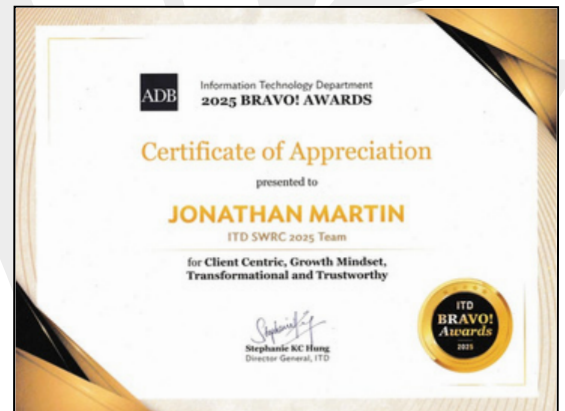 ADB
Information Technology Department
2025 BRAVO! AWARDS
Certificate of Appreciation
presented to
JONATHAN MARTIN
ITD SWRC 2025 Team
for Client Centric, Growth Mindset,
Transformational and Trustworthy
Stephanie KC Hung
Director General, ITD
ITD
BRAVO!
Awards
2025